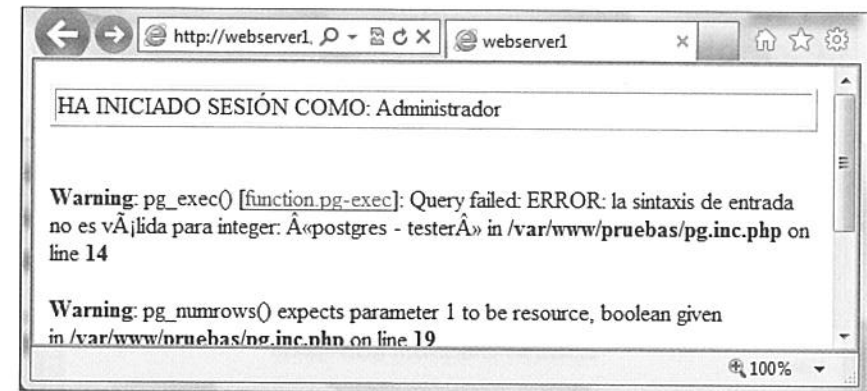 http://webserver1,
webserver1
HA INICIADO SESIÓN COMO: Administrador
Warning: pg_exec() [function.pg-exec]: Query failed: ERROR: la sintaxis de entrada
no es vÃ¡lida para integer: Â«postgres - testerÂ» in /var/www/pruebas/pg.inc.php on
line 14
Warning: pg_numrows() expects parameter 1 to be resource, boolean given
in /var/www/pruebas/pg.inc.php on line 19
100%